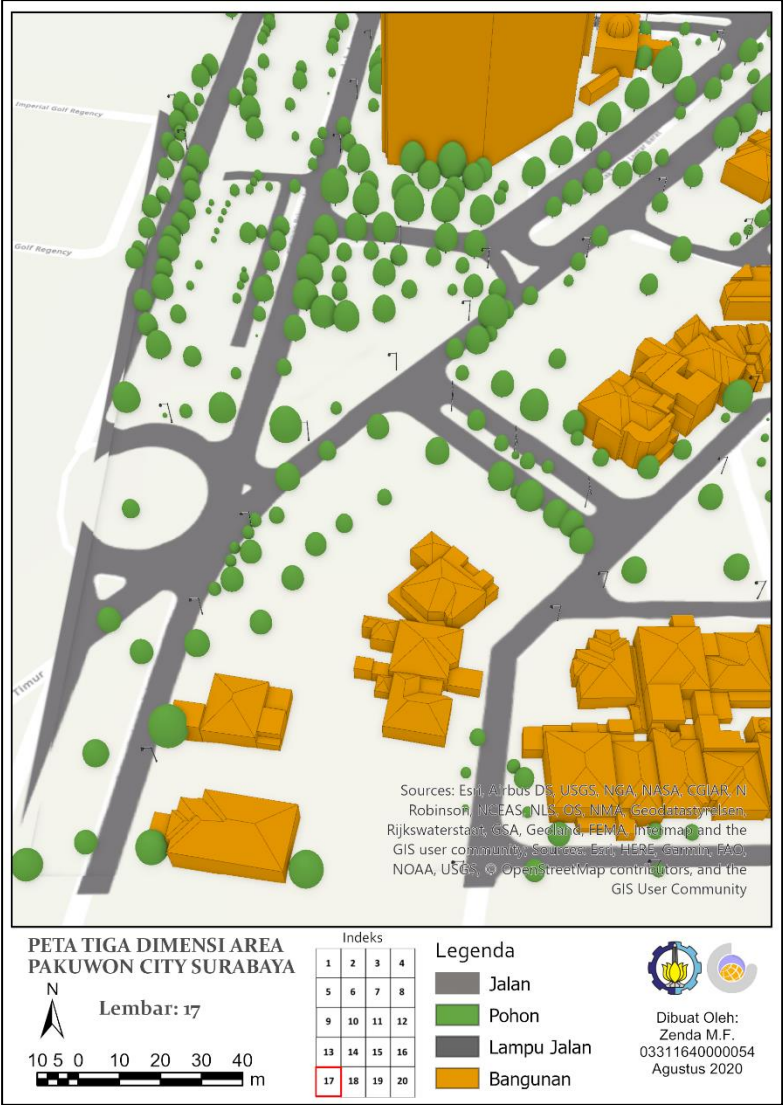 Imperial Golf Regency
Golf Regency
Timur
Sources: Esri, Airbus DS, USGS, NGA, NASA, CGIAR, N
Robinson, NCEAS, NLS, OS, NMA, Geodatastyrelsen,
Rijkswaterstaat, GSA, Geoland, FEMA, Intermap and the
GIS user community, Sources: Esri, HERE, Garmin, FAO,
NOAA, USGS, © OpenStreetMap contributors, and the
GIS User Community
PETA TIGA DIMENSI AREA
PAKUWON CITY SURABAYA
N
Lembar: 17
10 5 0 10 20 30 40
m
Indeks
1 2 3 4
5 6 7 8
9 10 11 12
13 14 15 16
17 18 19 20
Legenda
Jalan
Pohon
Lampu Jalan
Bangunan
Dibuat Oleh:
Zenda M.F.
03311640000054
Agustus 2020